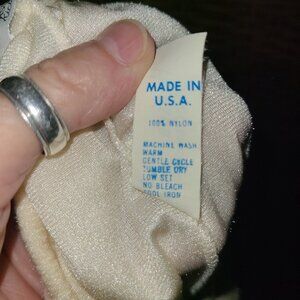 MADE IN
U.S.A.
100% NYLON
MACHINE WASH
WARM
GENTLE CYCLE
TUMBLE DRY
LOW SET
NO BLEACH
COOL IRON